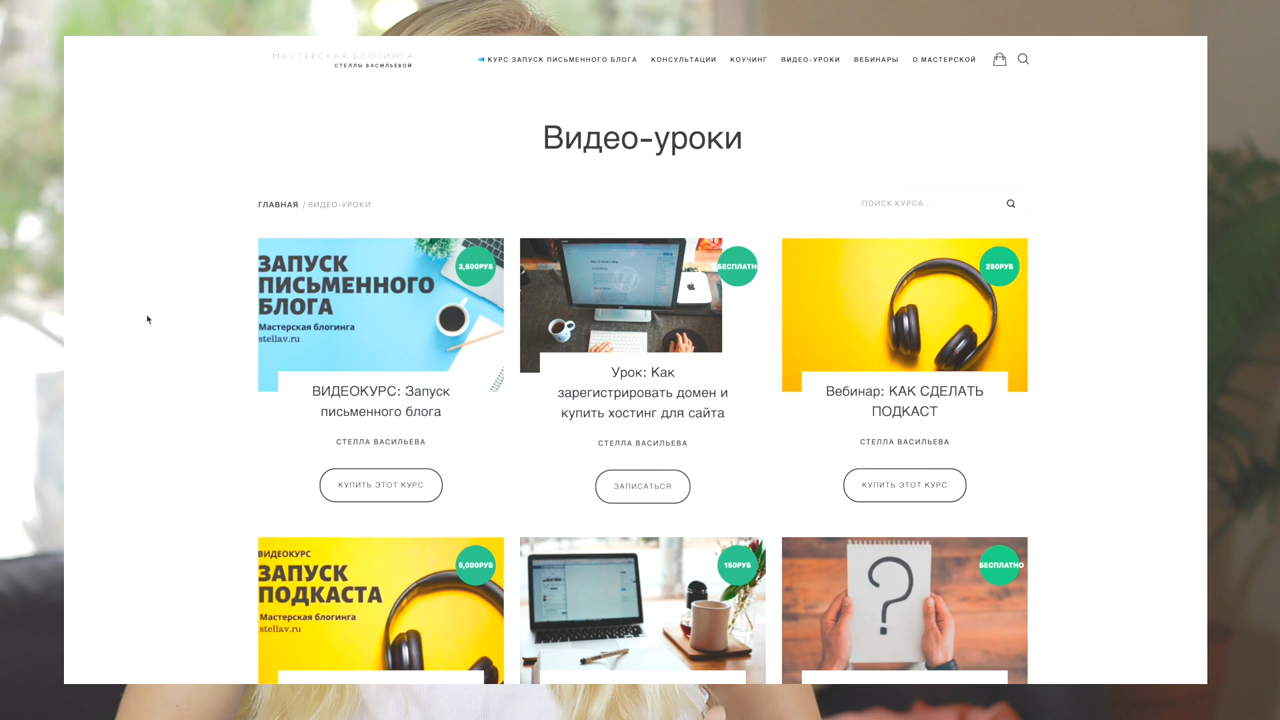 МАСТЕРСКАЯ БЛОГИНГА
СТЕЛЛЫ ВАСИЛЬЕВОЙ
КУРС ЗАПУСК ПИСЬМЕННОГО БЛОГА
КОНСУЛЬТАЦИИ
КОУЧИНГ
ВИДЕО-УРОКИ
ВЕБИНАРЫ
О МАСТЕРСКОЙ
Видео-уроки
ГЛАВНАЯ / ВИДЕО-УРОКИ
ПОИСК КУРСА...
ЗАПУСК
ПИСЬМЕННОГО
БЛОГА
Мастерская блогинга
stellav.ru
3,500РУБ
ВИДЕОКУРС: Запуск
письменного блога
СТЕЛЛА ВАСИЛЬЕВА
КУПИТЬ ЭТОТ КУРС
БЕСПЛАТН
Урок: Как
зарегистрировать домен и
купить хостинг для сайта
СТЕЛЛА ВАСИЛЬЕВА
ЗАПИСАТЬСЯ
250РУБ
Вебинар: КАК СДЕЛАТЬ
ПОДКАСТ
СТЕЛЛА ВАСИЛЬЕВА
КУПИТЬ ЭТОТ КУРС
ВИДЕОКУРС
ЗАПУСК
ПОДКАСТА
Мастерская блогинга
stellav.ru
5,000РУБ
150РУБ
?
БЕСПЛАТНО